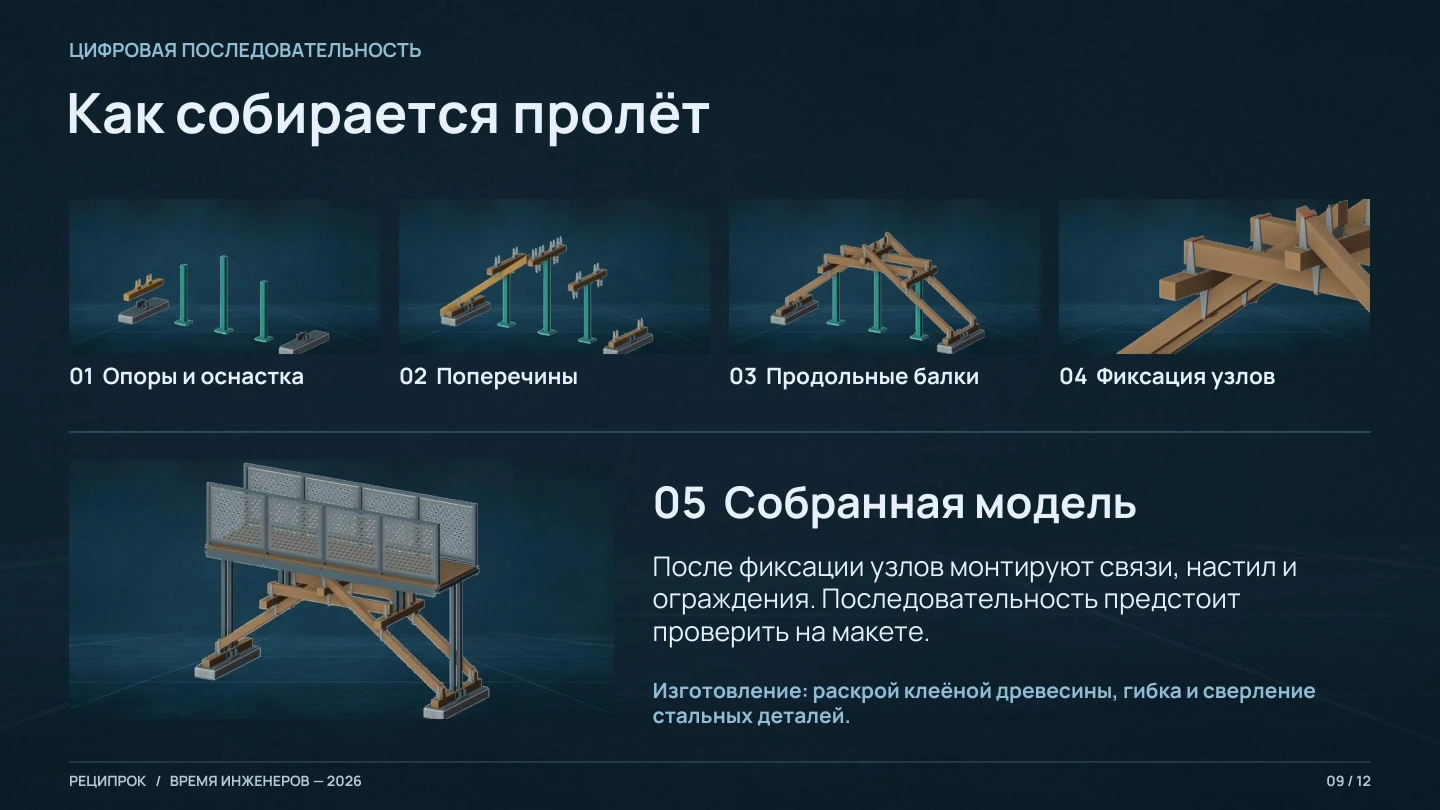 ЦИФРОВАЯ ПОСЛЕДОВАТЕЛЬНОСТЬ
Как собирается пролёт
01 Опоры и оснастка
02 Поперечины
03 Продольные балки
04 Фиксация узлов
05 Собранная модель
После фиксации узлов монтируют связи, настил и
ограждения. Последовательность предстоит
проверить на макете.
Изготовление: раскрой клеёной древесины, гибка и сверление
стальных деталей.
РЕЦИПРОК / ВРЕМЯ ИНЖЕНЕРОВ — 2026
09 / 12